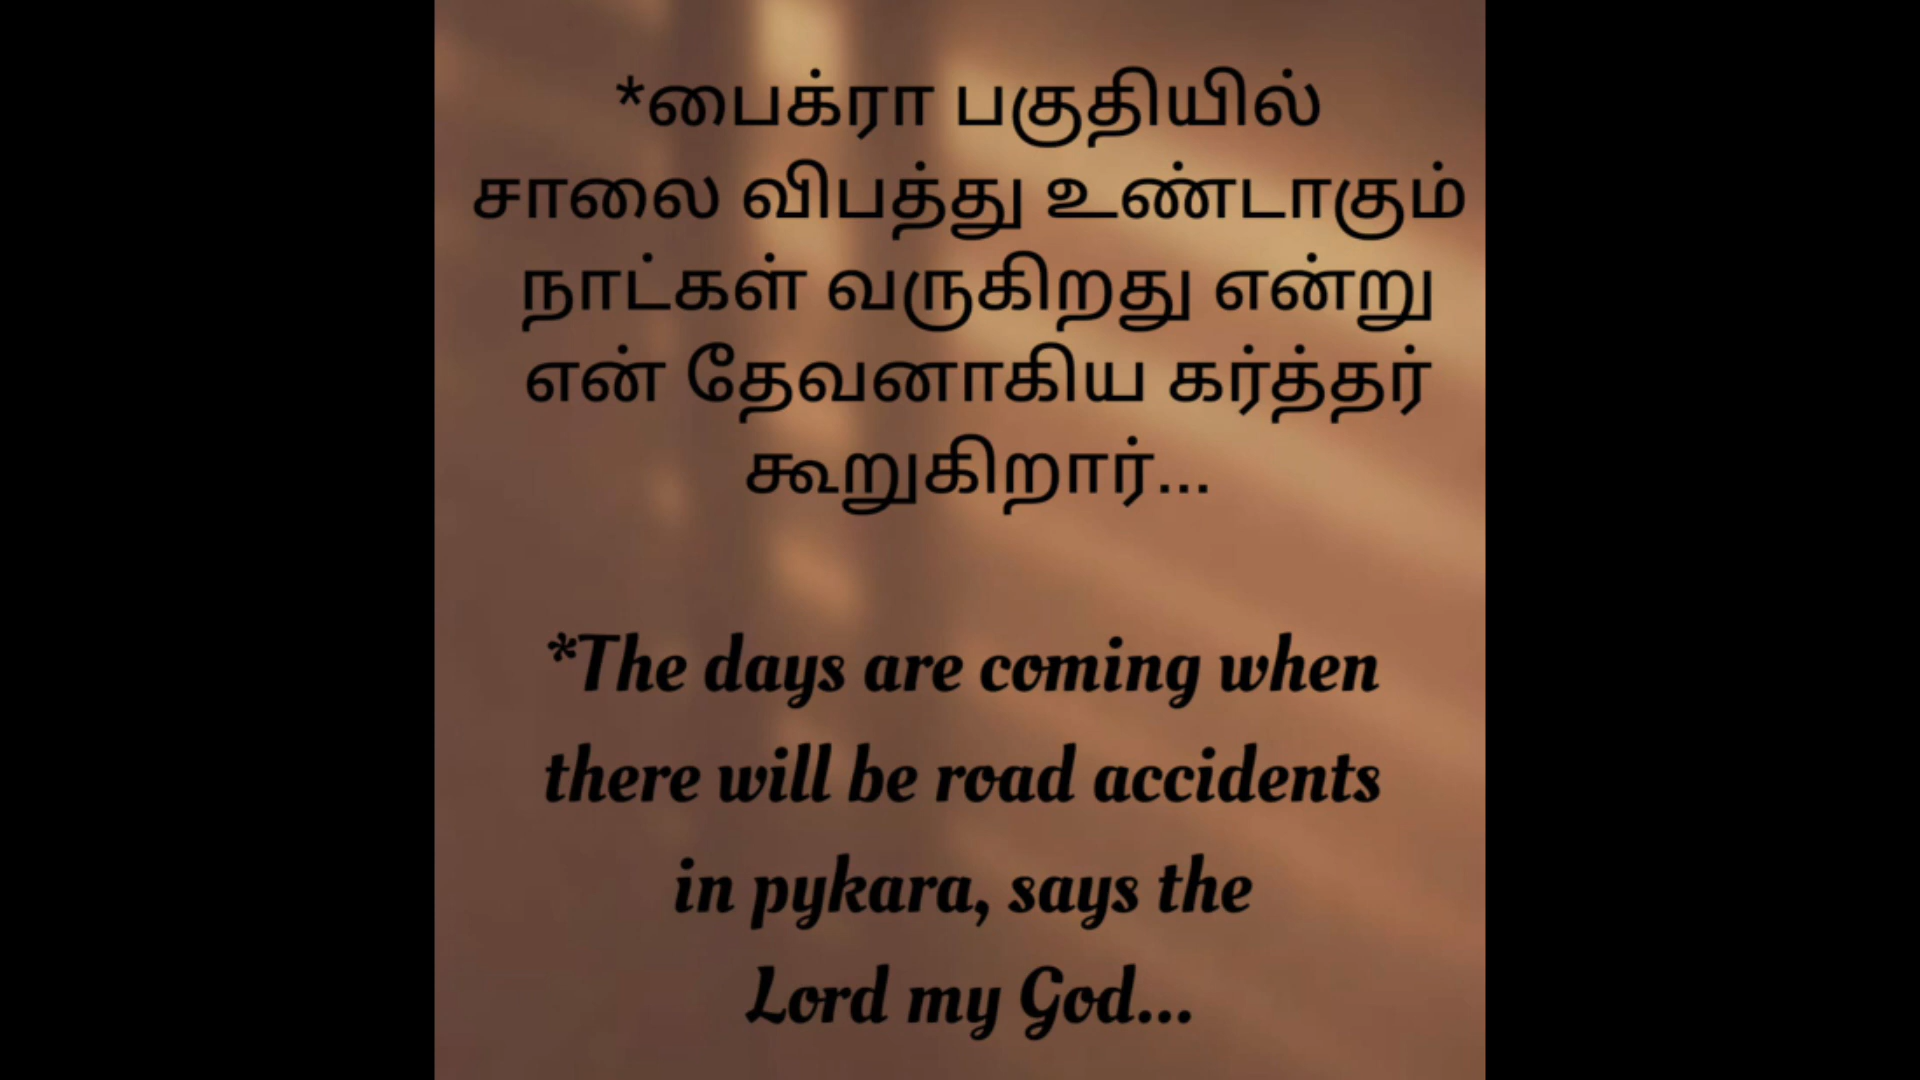 *பைக்ரா பகுதியில்
சாலை விபத்து உண்டாகும்
நாட்கள் வருகிறது என்று
என் தேவனாகிய கர்த்தர்
கூறுகிறார்...
*The days are coming when
there will be road accidents
in pykara, says the
Lord my God...